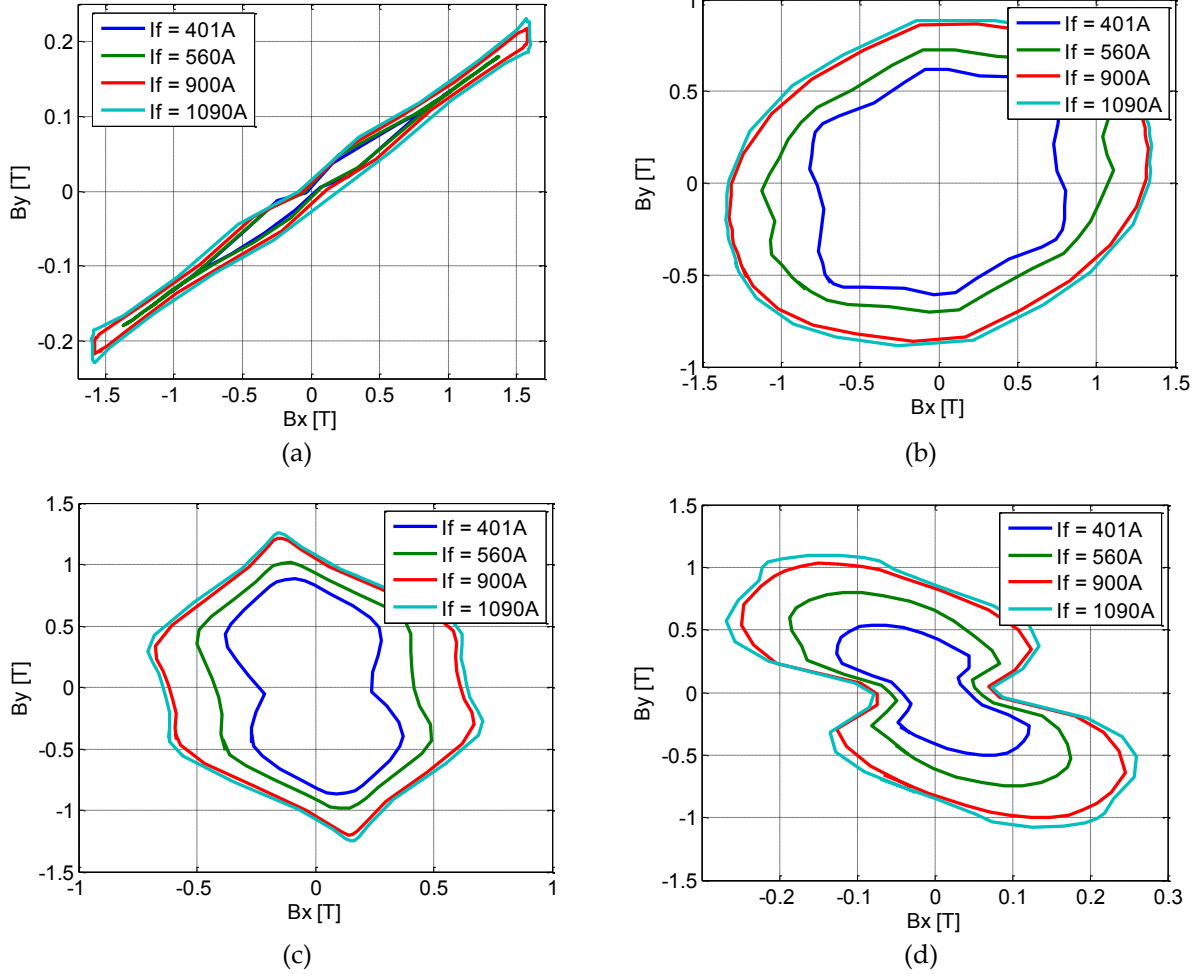 If = 401A
If = 560A
If = 900A
If = 1090A
By [T]
0.2
0.1
0
-0.1
-0.2
-1.5 -1 -0.5 0 0.5 1 1.5
Bx [T]
(a)
If = 401A
If = 560A
If = 900A
If = 1090A
By [T]
1
0.5
0
-0.5
-1
-1.5 -1 -0.5 0 0.5 1 1.5
Bx [T]
(b)
If = 401A
If = 560A
If = 900A
If = 1090A
By [T]
1.5
1
0.5
0
-0.5
-1
-1.5
-1 -0.5 0 0.5 1
Bx [T]
(c)
If = 401A
If = 560A
If = 900A
If = 1090A
By [T]
1.5
1
0.5
0
-0.5
-1
-1.5
-0.2 -0.1 0 0.1 0.2 0.3
Bx [T]
(d)